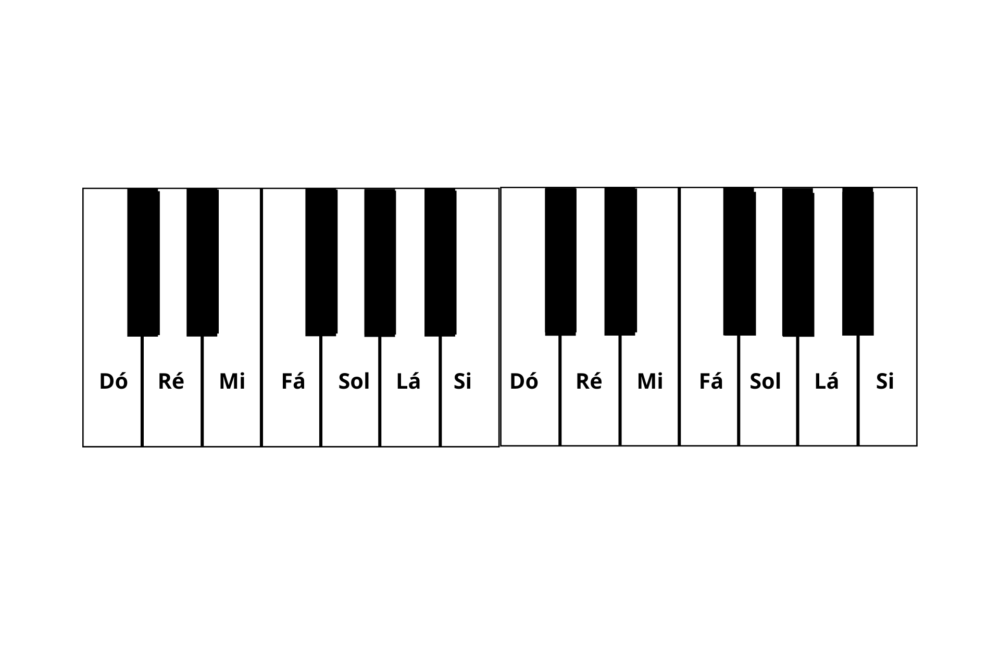 Dó Ré Mi Fá Sol Lá Si Dó Ré Mi Fá Sol Lá Si